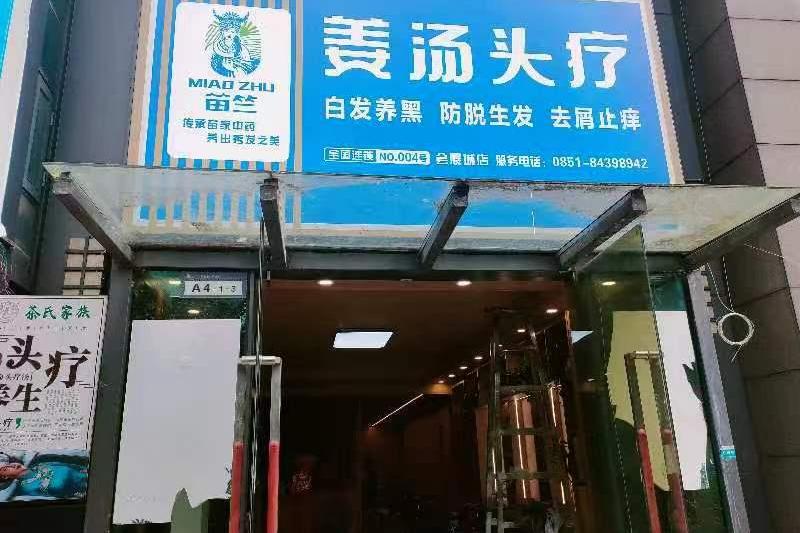 MIAO ZHU
苗竺
传承苗家中药
养出秀发之美
姜汤头疗
白发养黑 防脱生发 去屑止痒
全国连锁 NO.004号 会展城店 服务电话：0851-84398942
A4-1-3
茶氏家族
头疗
养生